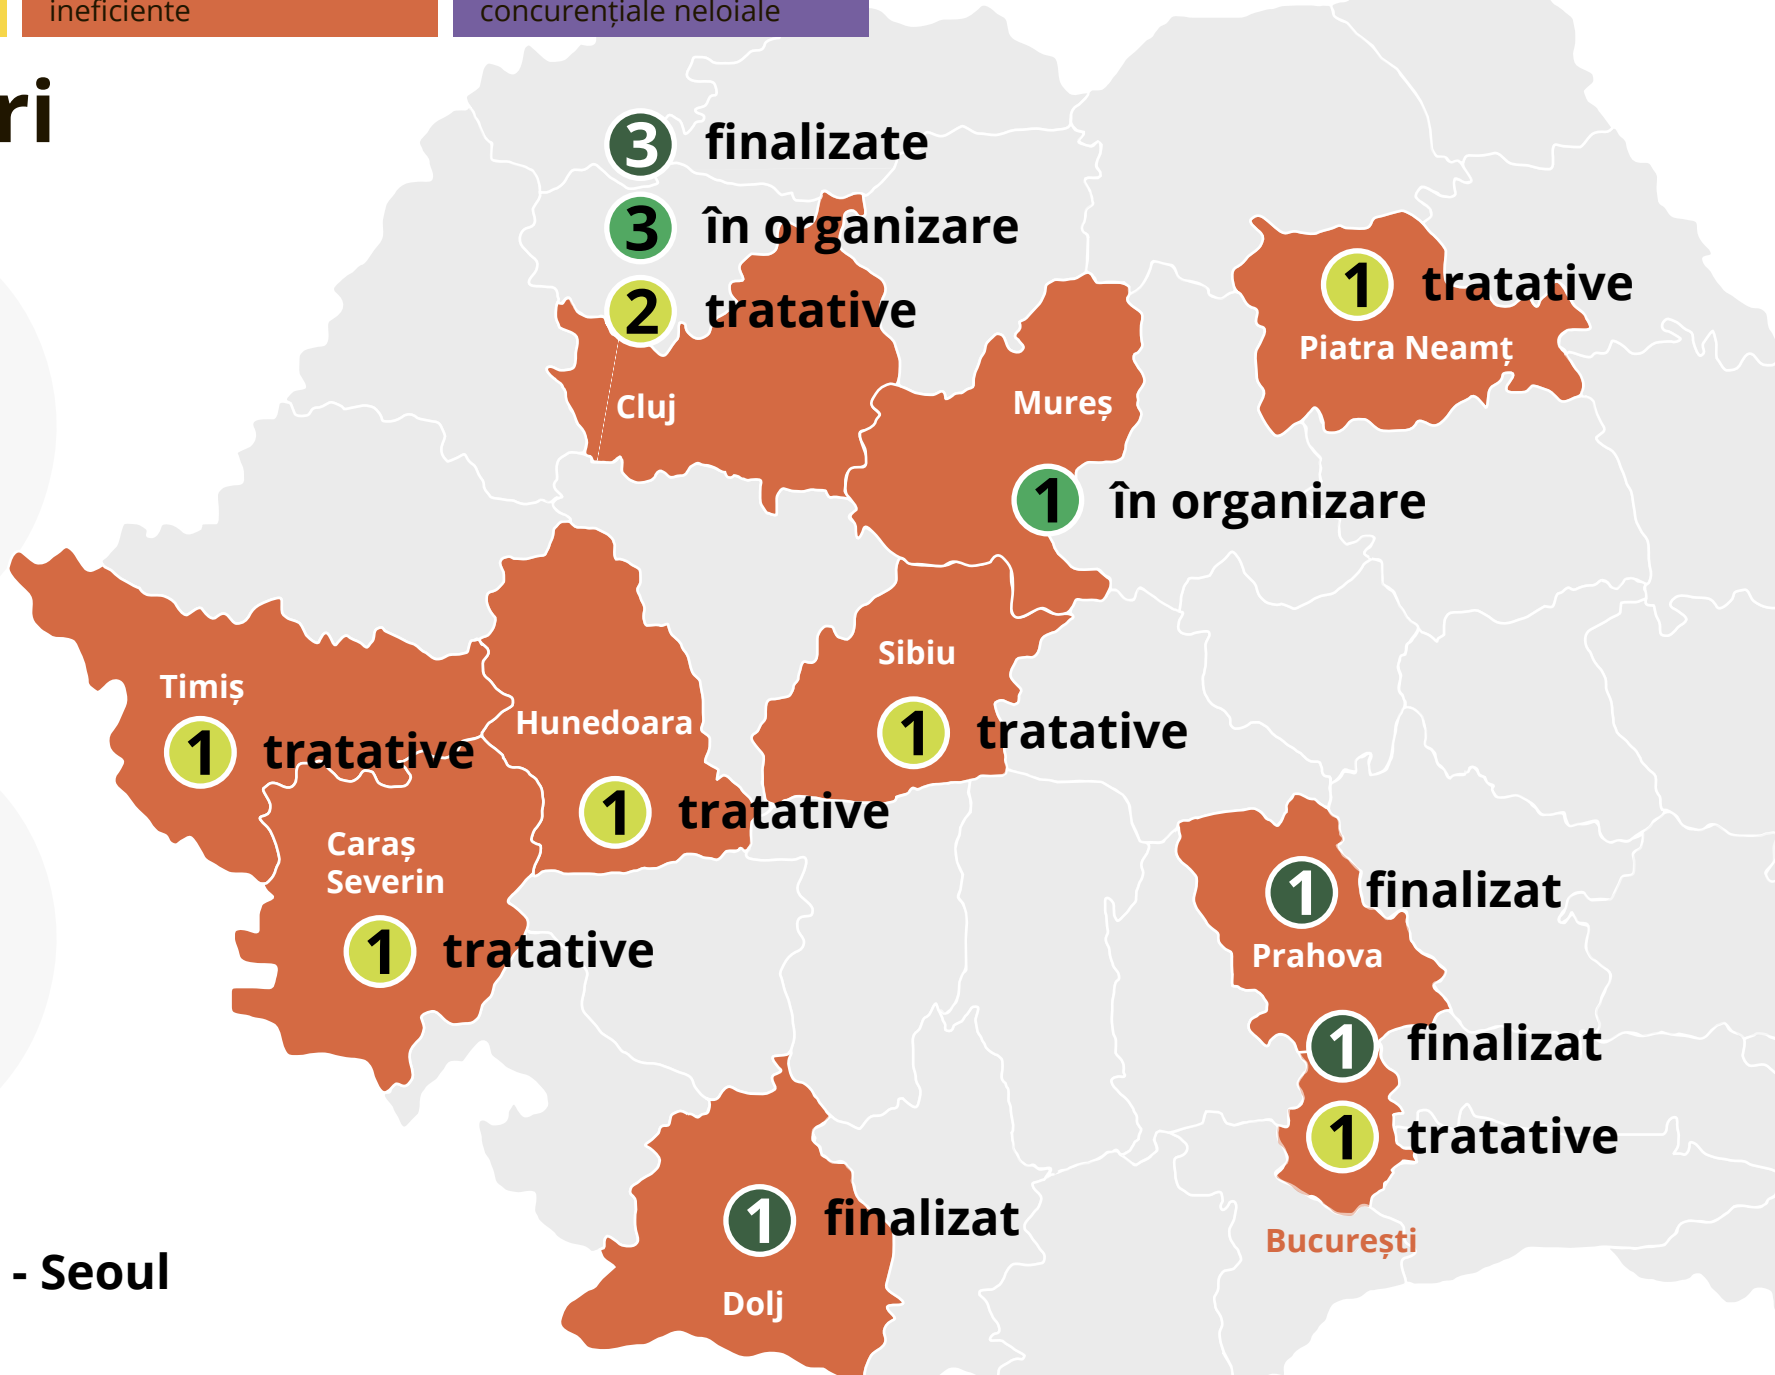 ineficiente
concurențiale neloiale
ri
3 finalizate
3 în organizare
2 tratative
Cluj
1 tratative
Piatra Neamț
Mureș
1 în organizare
Sibiu
1 tratative
Timiș
1 tratative
Hunedoara
1 tratative
Caraș
Severin
1 tratative
1 finalizat
Prahova
1 finalizat
1 tratative
București
1 finalizat
Dolj
- Seoul